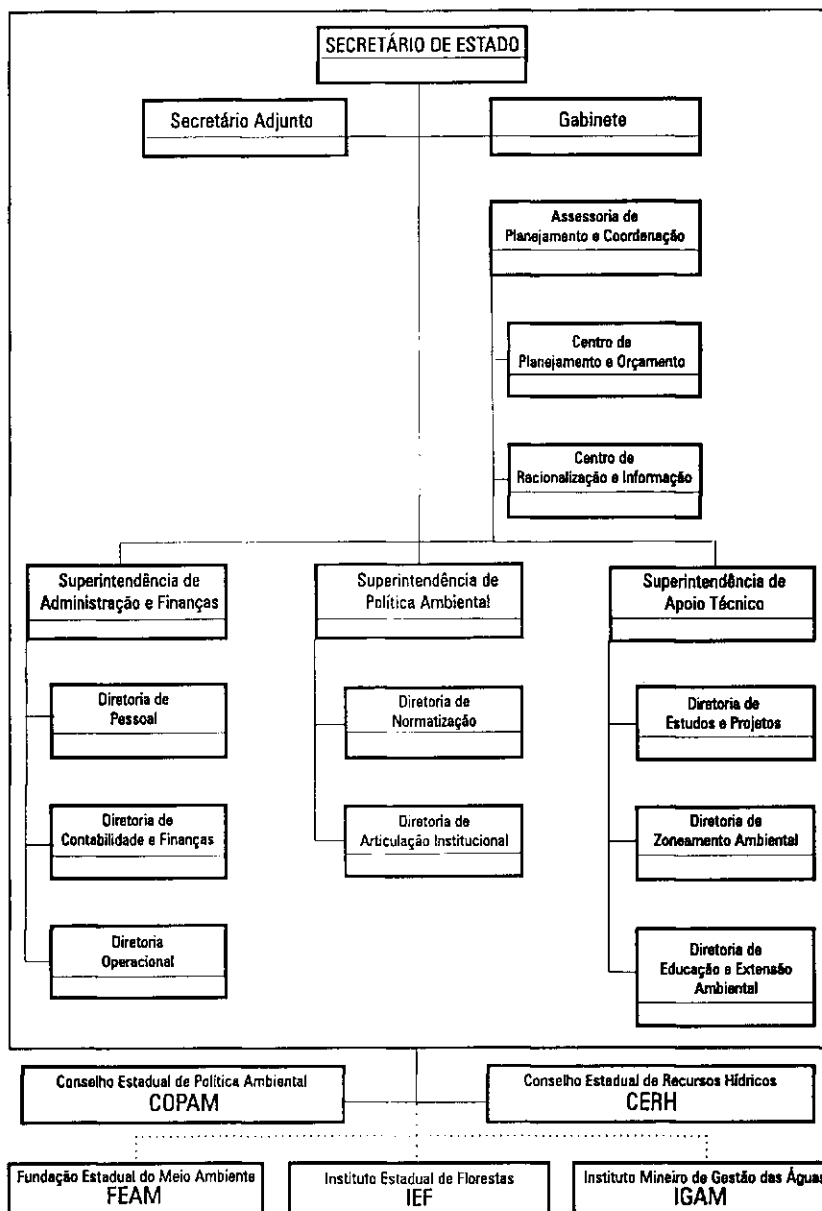 SECRETÁRIO DE ESTADO
Secretário Adjunto
Gabinete
Assessoria de
Planejamento e Coordenação
Centro de
Planejamento e Orçamento
Centro de
Racionalização e Informação
Superintendência de
Administração e Finanças
Superintendência de
Política Ambiental
Superintendência de
Apoio Técnico
Diretoria de
Pessoal
Diretoria de
Normatização
Diretoria de
Estudos e Projetos
Diretoria de
Contabilidade e Finanças
Diretoria de
Articulação Institucional
Diretoria de
Zoneamento Ambiental
Diretoria
Operacional
Diretoria de
Educação e Extensão
Ambiental
Conselho Estadual de Política Ambiental
COPAM
Conselho Estadual de Recursos Hídricos
CERH
Fundação Estadual do Meio Ambiente
FEAM
Instituto Estadual de Florestas
IEF
Instituto Mineiro de Gestão das Águas
IGAM